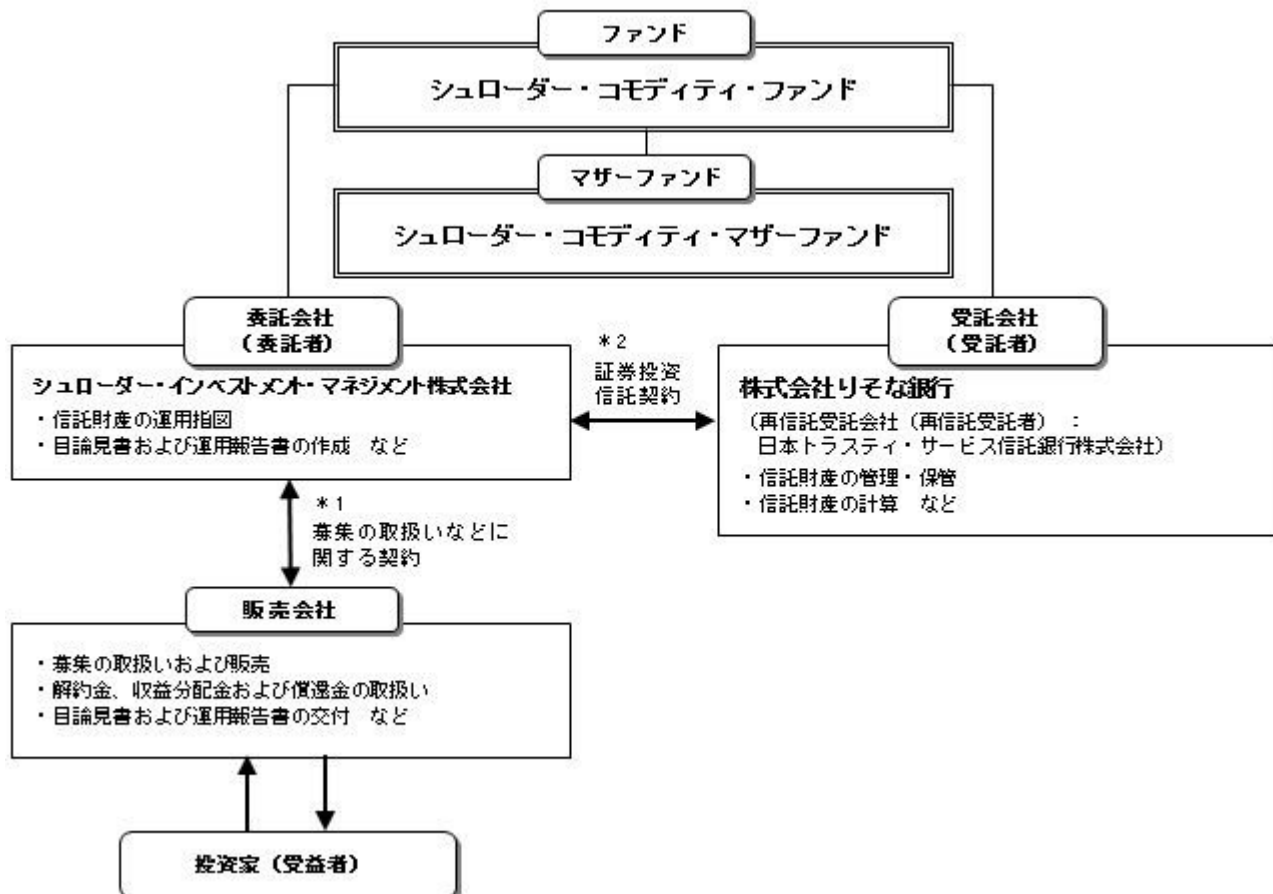 ファンド
シュローダー・コモディティ・ファンド
マザーファンド
シュローダー・コモディティ・マザーファンド
委託会社
（委託者）
シュローダー・インベストメント・マネジメント株式会社
・信託財産の運用指図
・目論見書および運用報告書の作成　など
＊2
証券投資
信託契約
受託会社
（受託者）
株式会社りそな銀行
（再信託受託会社（再信託受託者）：
日本トラスティ・サービス信託銀行株式会社）
・信託財産の管理・保管
・信託財産の計算　など
＊1
募集の取扱いなどに
関する契約
販売会社
・募集の取扱いおよび販売
・解約金、収益分配金および償還金の取扱い
・目論見書および運用報告書の交付　など
投資家（受益者）